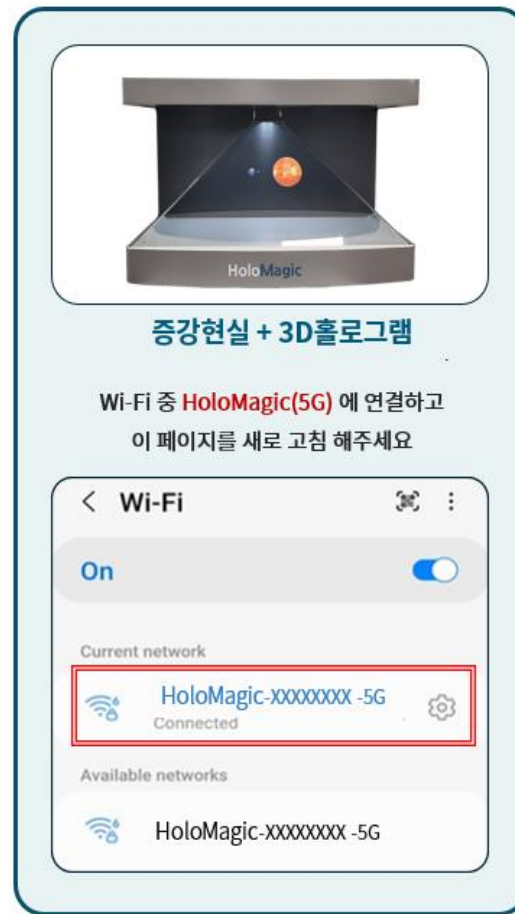 HoloMagic
증강현실 + 3D홀로그램
Wi-Fi 중 HoloMagic(5G) 에 연결하고
이 페이지를 새로 고침 해주세요
Wi-Fi
On
Current network
HoloMagic-XXXXXXXX -5G
Connected
Available networks
HoloMagic-XXXXXXXX -5G